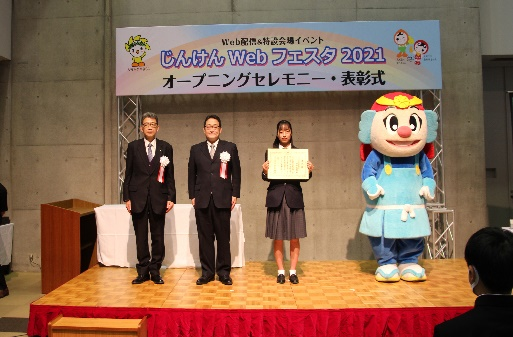 Web配信&特設会場イベント
じんけん Web フェスタ 2021
オープニングセレモニー・表彰式